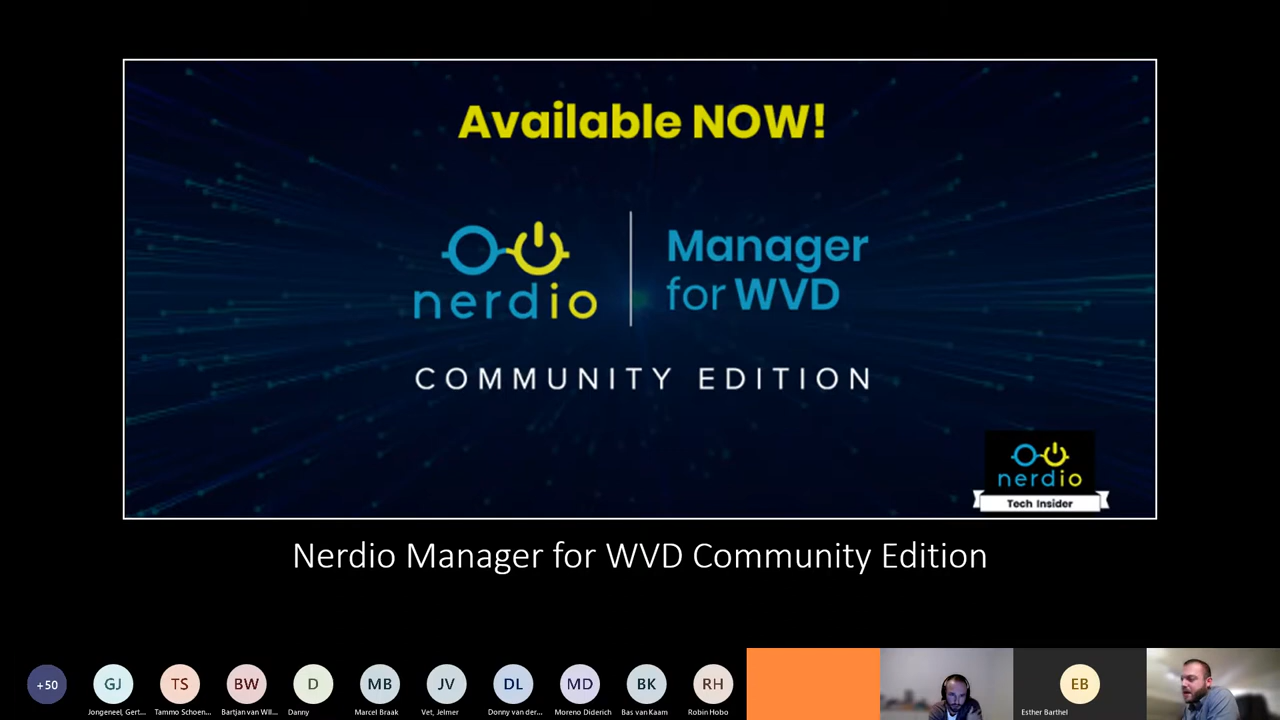 Available NOW!
nerdio
Manager
for WVD
COMMUNITY EDITION
nerdio
Tech Insider
Nerdio Manager for WVD Community Edition
+50
GJ
TS
BW
D
MB
JV
DL
MD
BK
RH
EB
Jongeneel, Gert...
Tammo Schoen...
Bartjan van Wil...
Danny
Marcel Braak
Vet, Jelmer
Donny van der...
Moreno Diderich
Bas van Kaam
Robin Hobo
Esther Barthel